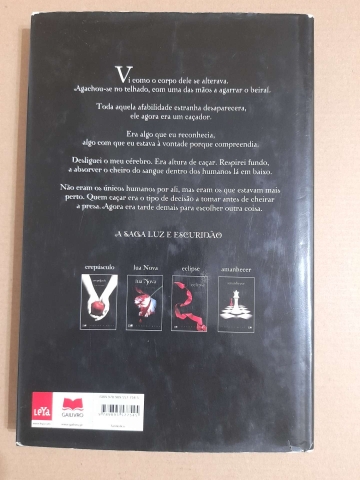 Vi como o corpo dele se alterava.
Agachou-se no telhado, com uma das mãos a agarrar o beiral.
Toda aquela afabilidade estranha desaparecera,
ele agora era um caçador.
Era algo que eu reconhecia,
algo com que eu estava à vontade porque compreendia.
Desliguei o meu cérebro. Era altura de caçar. Respirei fundo,
a absorver o cheiro do sangue dentro dos humanos lá em baixo.
Não eram os únicos humanos por ali, mas eram os que estavam mais
perto. Quem caçar era o tipo de decisão a tomar antes de cheirar
a presa. Agora era tarde demais para escolher outra coisa.
A SAGA LUZ E ESCURIDÃO
crepúsculo
lua Nova
eclipse
amanhecer
lua Nova
leYa
GAILIVRO